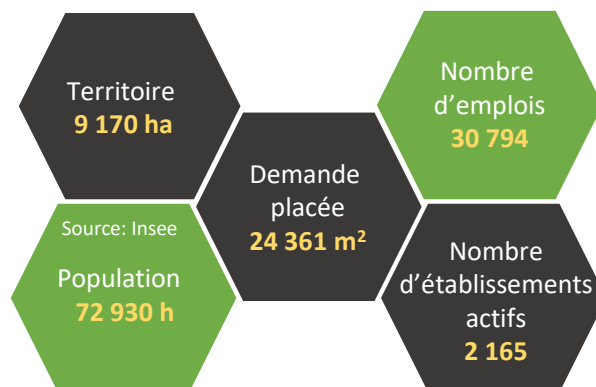 Territoire
9 170 ha
Nombre
d'emplois
30 794
Demande
placée
24 361 m²
Source: Insee
Population
72 930 h
Nombre
d'établissements
actifs
2 165